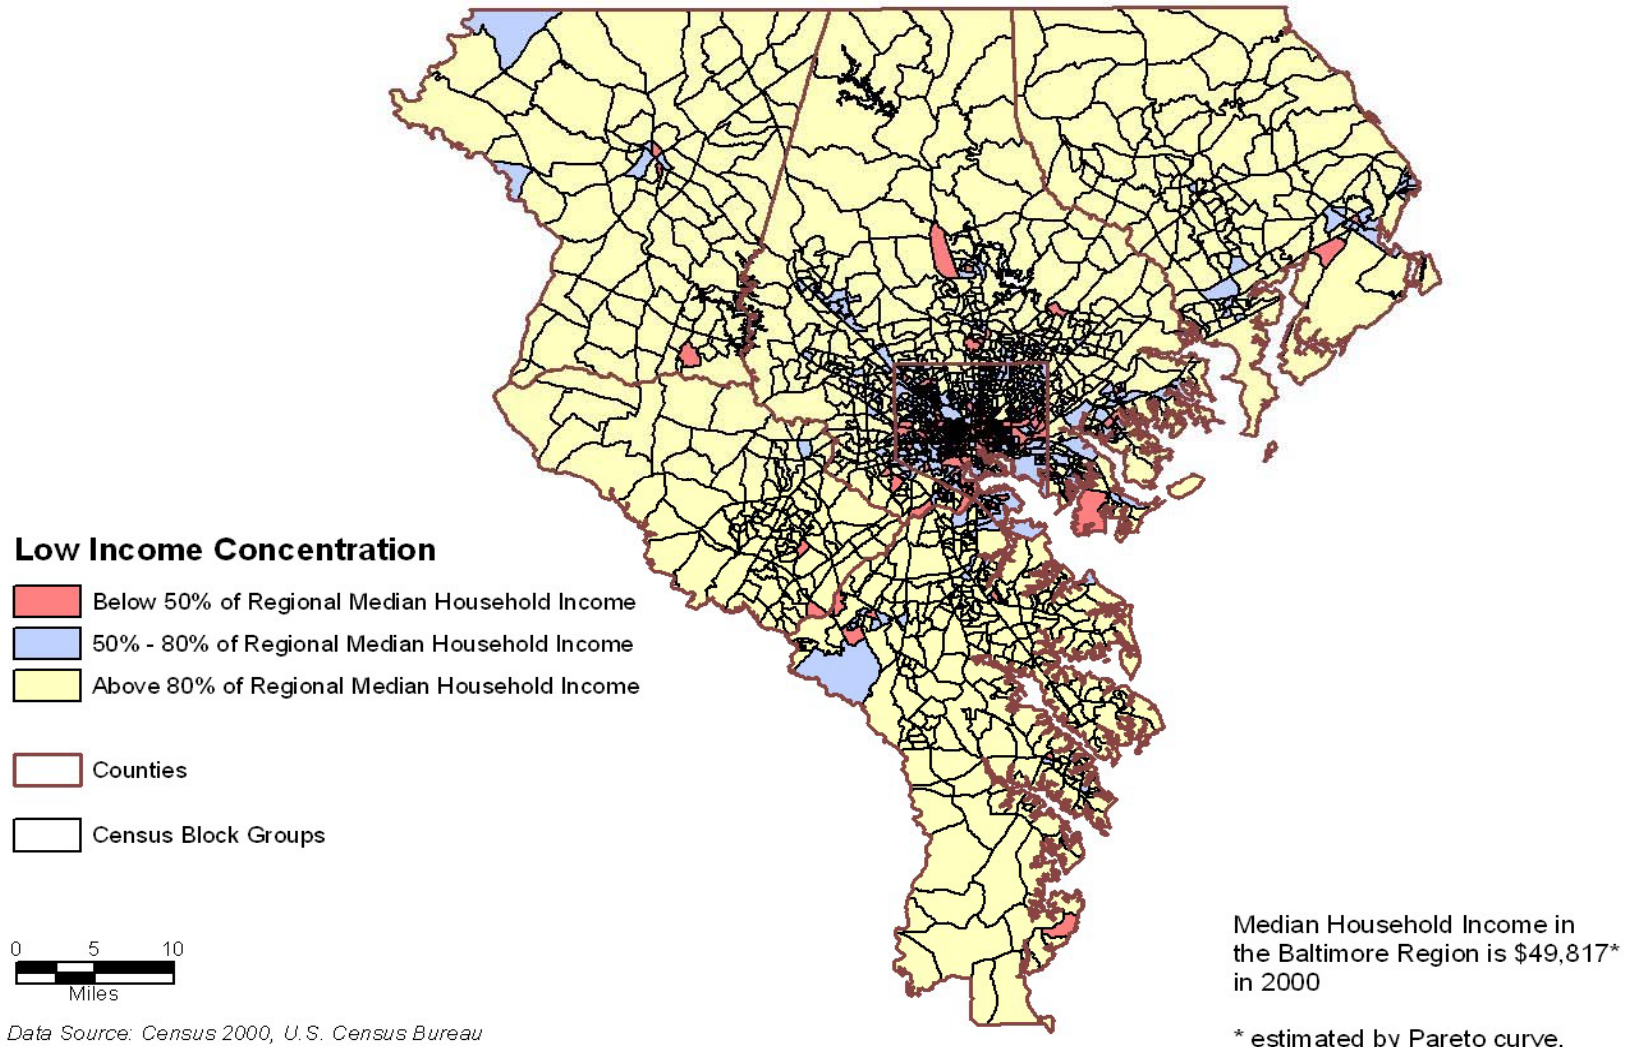 Low Income Concentration
Below 50% of Regional Median Household Income
50% - 80% of Regional Median Household Income
Above 80% of Regional Median Household Income
Counties
Census Block Groups
0 5 10
Miles
Data Source: Census 2000, U.S. Census Bureau
Median Household Income in
the Baltimore Region is $49,817*
in 2000
* estimated by Pareto curve.